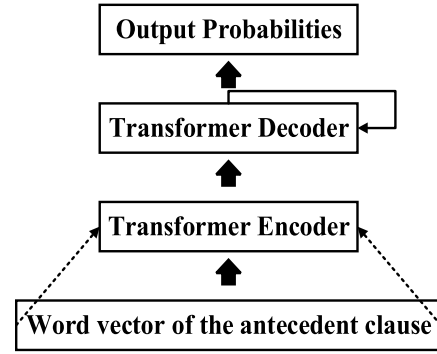 Output Probabilities
Transformer Decoder
Transformer Encoder
Word vector of the antecedent clause